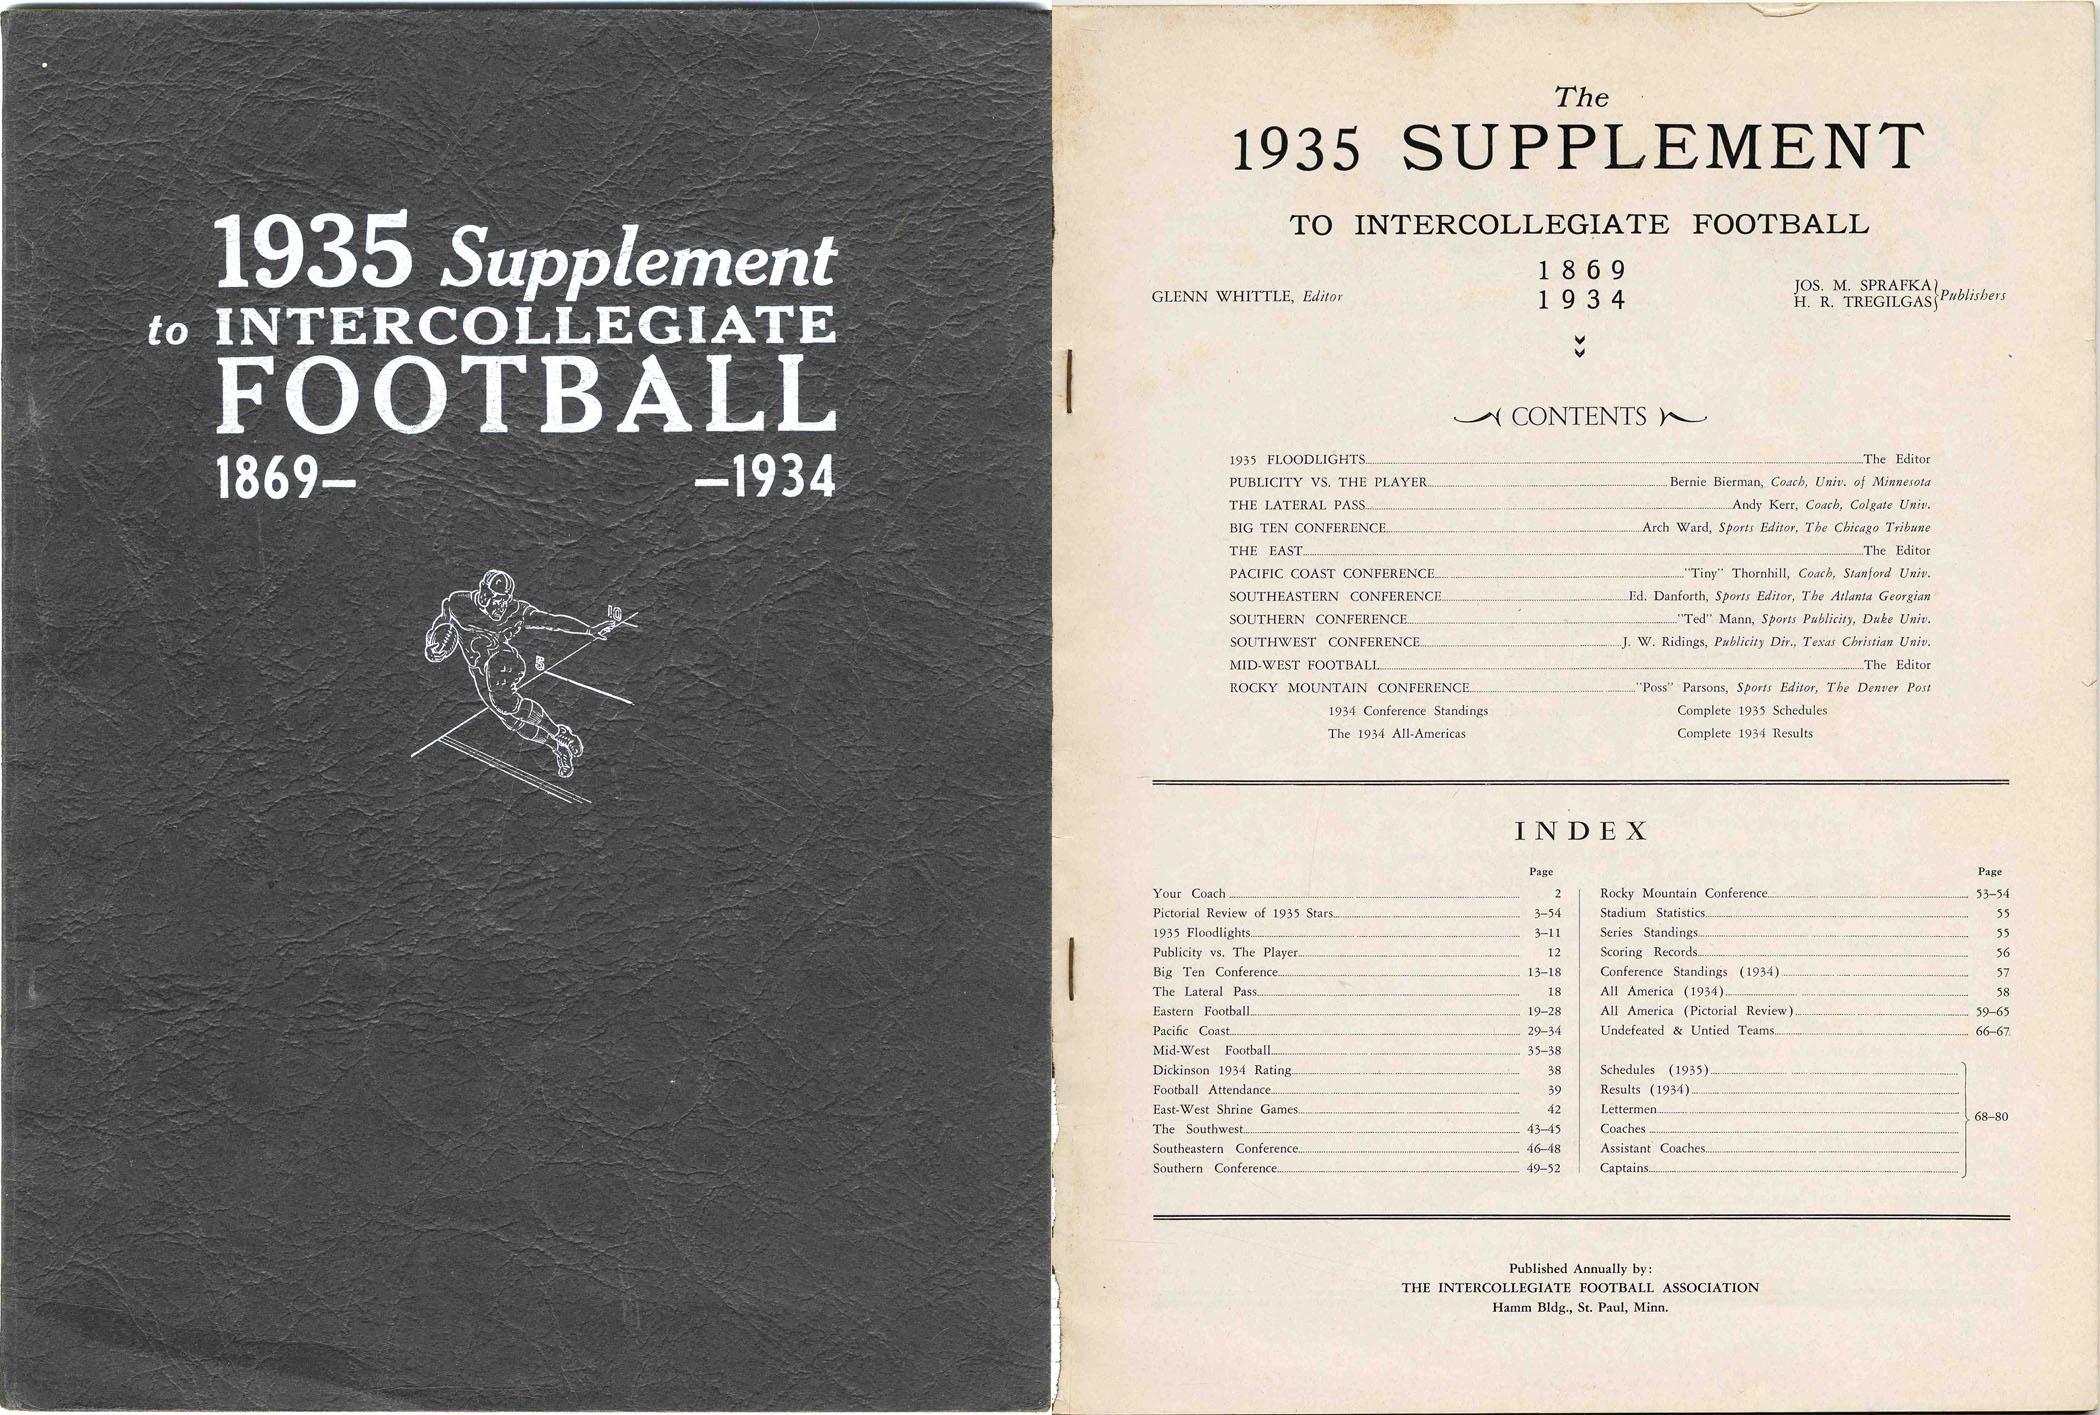 1935 Supplement
to INTERCOLLEGIATE
FOOTBALL
1869— —1934
10
5
The
1935 SUPPLEMENT
TO INTERCOLLEGIATE FOOTBALL
1869
GLENN WHITTLE, Editor
1934
JOS. M. SPRAFKA
H. R. TREGILGAS } Publishers
CONTENTS
1935 FLOODLIGHTS The Editor
PUBLICITY VS. THE PLAYER Bernie Bierman, Coach, Univ. of Minnesota
THE LATERAL PASS Andy Kerr, Coach, Colgate Univ.
BIG TEN CONFERENCE Arch Ward, Sports Editor, The Chicago Tribune
THE EAST The Editor
PACIFIC COAST CONFERENCE "Tiny" Thornhill, Coach, Stanford Univ.
SOUTHEASTERN CONFERENCE Ed. Danforth, Sports Editor, The Atlanta Georgian
SOUTHERN CONFERENCE "Ted" Mann, Sports Publicity, Duke Univ.
SOUTHWEST CONFERENCE J. W. Ridings, Publicity Dir., Texas Christian Univ.
MID-WEST FOOTBALL The Editor
ROCKY MOUNTAIN CONFERENCE "Poss" Parsons, Sports Editor, The Denver Post
1934 Conference Standings Complete 1935 Schedules
The 1934 All-Americas Complete 1934 Results
INDEX
Page
Your Coach 2
Pictorial Review of 1935 Stars 3–54
1935 Floodlights 3–11
Publicity vs. The Player 12
Big Ten Conference 13–18
The Lateral Pass 18
Eastern Football 19–28
Pacific Coast 29–34
Mid-West Football 35–38
Dickinson 1934 Rating 38
Football Attendance 39
East-West Shrine Games 42
The Southwest 43–45
Southeastern Conference 46–48
Southern Conference 49–52
Page
Rocky Mountain Conference 53–54
Stadium Statistics 55
Series Standings 55
Scoring Records 56
Conference Standings (1934) 57
All America (1934) 58
All America (Pictorial Review) 59–65
Undefeated & Untied Teams 66–67
Schedules (1935)
Results (1934)
Lettermen
68–80
Coaches
Assistant Coaches
Captains
Published Annually by:
THE INTERCOLLEGIATE FOOTBALL ASSOCIATION
Hamm Bldg., St. Paul, Minn.